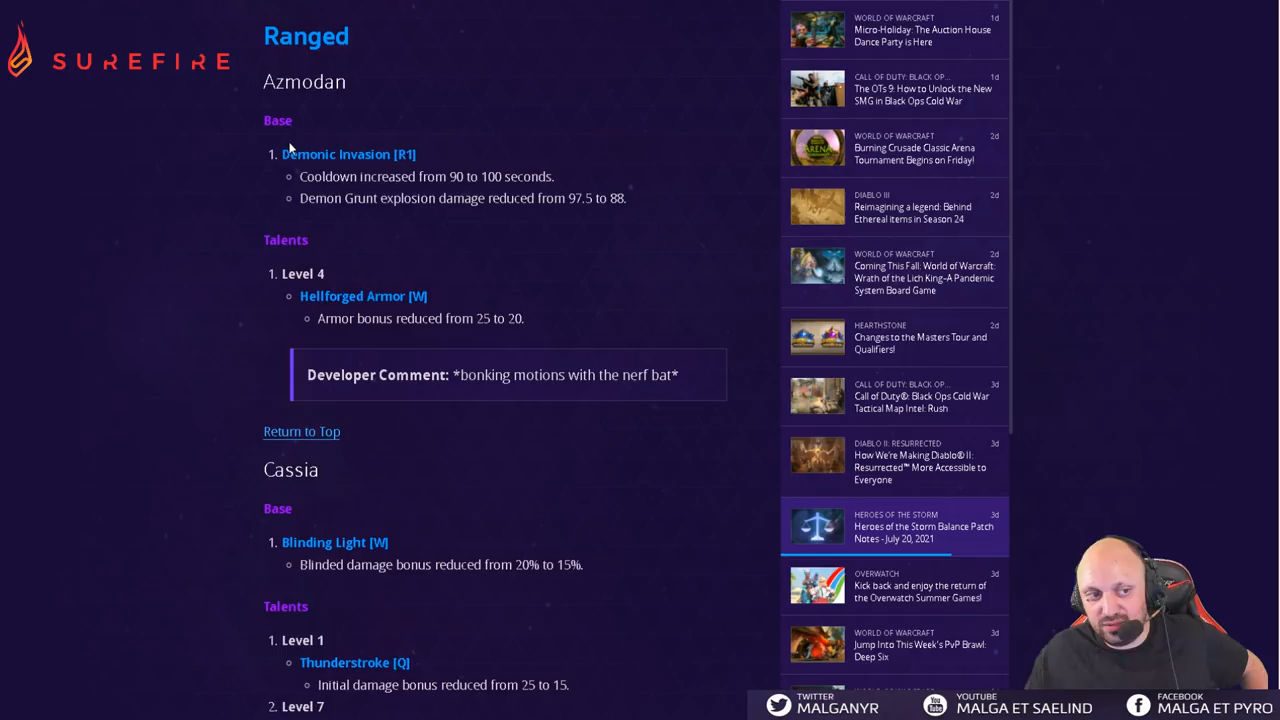 SUREFIRE
Ranged
Azmodan
Base
1. Demonic Invasion [R1]
Cooldown increased from 90 to 100 seconds.
Demon Grunt explosion damage reduced from 97.5 to 88.
Talents
1. Level 4
Hellforged Armor [W]
Armor bonus reduced from 25 to 20.
Developer Comment: *bonking motions with the nerf bat*
Return to Top
Cassia
Base
1. Blinding Light [W]
Blinded damage bonus reduced from 20% to 15%.
Talents
1. Level 1
Thunderstroke [Q]
Initial damage bonus reduced from 25 to 15.
2. Level 7
WORLD OF WARCRAFT 1d
Micro-Holiday: The Auction House
Dance Party is Here
CALL OF DUTY: BLACK OP... 1d
The OTs 9: How to Unlock the New
SMG in Black Ops Cold War
WORLD OF WARCRAFT 2d
Burning Crusade Classic Arena
Tournament Begins on Friday!
DIABLO III 2d
Reimagining a legend: Behind
Ethereal items in Season 24
WORLD OF WARCRAFT 2d
Coming This Fall: World of Warcraft:
Wrath of the Lich King–A Pandemic
System Board Game
HEARTHSTONE 2d
Changes to the Masters Tour and
Qualifiers!
CALL OF DUTY: BLACK OP... 3d
Call of Duty®: Black Ops Cold War
Tactical Map Intel: Rush
DIABLO II: RESURRECTED 3d
How We're Making Diablo® II:
Resurrected™ More Accessible to
Everyone
HEROES OF THE STORM 3d
Heroes of the Storm Balance Patch
Notes - July 20, 2021
OVERWATCH 3d
Kick back and enjoy the return of
the Overwatch Summer Games!
WORLD OF WARCRAFT 3d
Jump Into This Week's PvP Brawl:
Deep Six
TWITTER
MALGANYR
YOUTUBE
MALGA ET SAELIND
FACEBOOK
MALGA ET PYRO